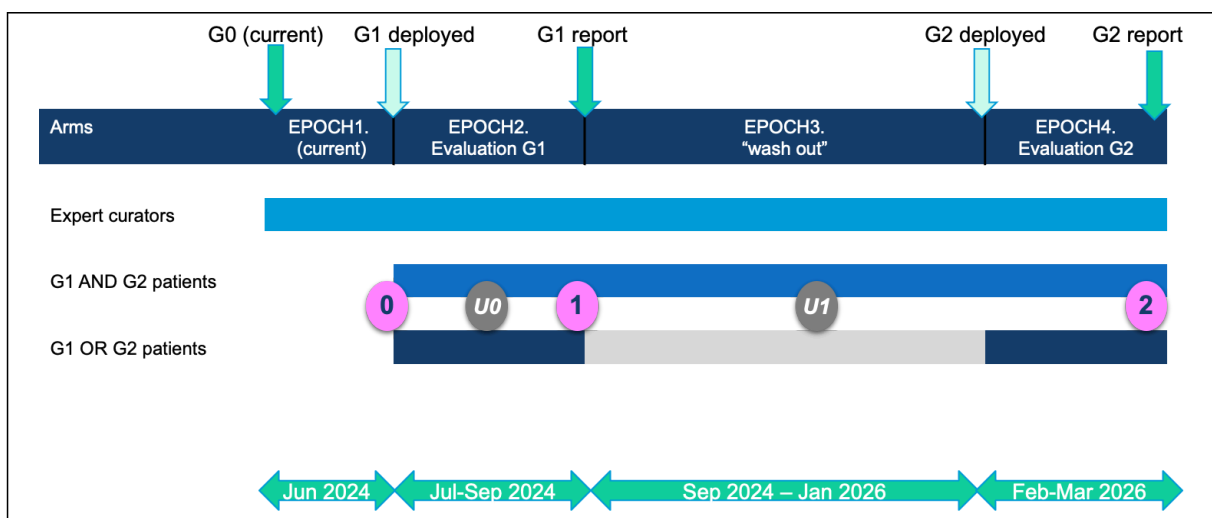 G0 (current)
G1 deployed
G1 report
G2 deployed
G2 report
Arms
EPOCH1.
(current)
EPOCH2.
Evaluation G1
EPOCH3.
“wash out”
EPOCH4.
Evaluation G2
Expert curators
G1 AND G2 patients
0
U0
1
U1
2
G1 OR G2 patients
Jun 2024
Jul-Sep 2024
Sep 2024 – Jan 2026
Feb-Mar 2026